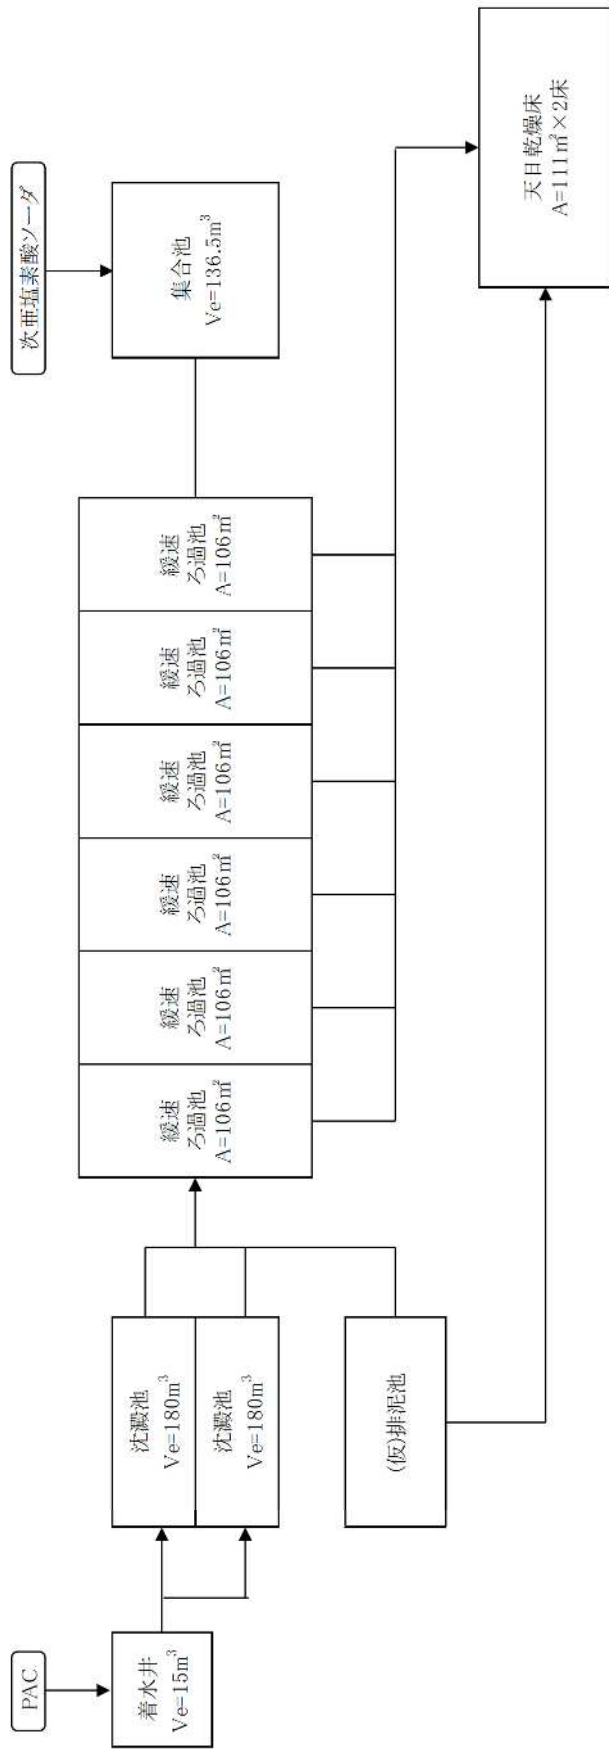 PAC
着水井
Ve=15m³
沈澱池
Ve=180m³
沈澱池
Ve=180m³
(仮)排泥池
緩速
ろ過池
A=106㎡
緩速
ろ過池
A=106㎡
緩速
ろ過池
A=106㎡
緩速
ろ過池
A=106㎡
緩速
ろ過池
A=106㎡
緩速
ろ過池
A=106㎡
次亜塩素酸ソーダ
集合池
Ve=136.5m³
天日乾燥床
A=111㎡×2床